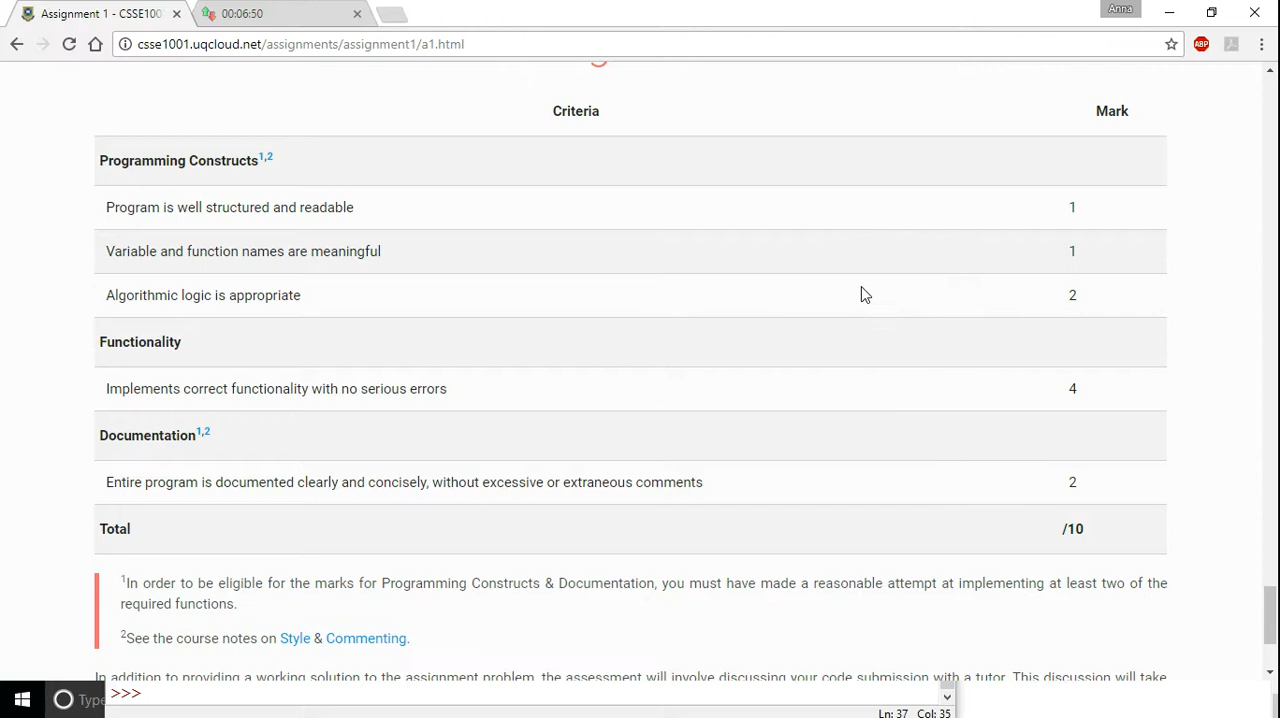 Assignment 1 - CSSE100
00:06:50
Anna
csse1001.uqcloud.net/assignments/assignment1/a1.html
ABP
Criteria Mark
Programming Constructs1,2
Program is well structured and readable 1
Variable and function names are meaningful 1
Algorithmic logic is appropriate 2
Functionality
Implements correct functionality with no serious errors 4
Documentation1,2
Entire program is documented clearly and concisely, without excessive or extraneous comments 2
Total /10
1In order to be eligible for the marks for Programming Constructs & Documentation, you must have made a reasonable attempt at implementing at least two of the
required functions.
2See the course notes on Style & Commenting.
In addition to providing a working solution to the assignment problem, the assessment will involve discussing your code submission with a tutor. This discussion will take
Type
>>>
Ln: 37 Col: 35